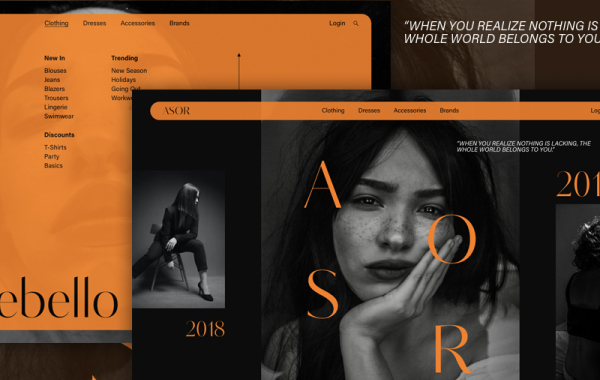 Clothing Dresses Accessories Brands Login
"WHEN YOU REALIZE NOTHING IS
WHOLE WORLD BELONGS TO YOU
New In Trending
Blouses New Season
Jeans Holidays
Blazers Going Out
Trousers
Lingerie
Swimwear
Discounts
T-Shirts
Party
Basics
ebello
ASOR Clothing Dresses Accessories Brands
"WHEN YOU REALIZE NOTHING IS LACKING, THE
WHOLE WORLD BELONGS TO YOU."
A
O
S
R
2018